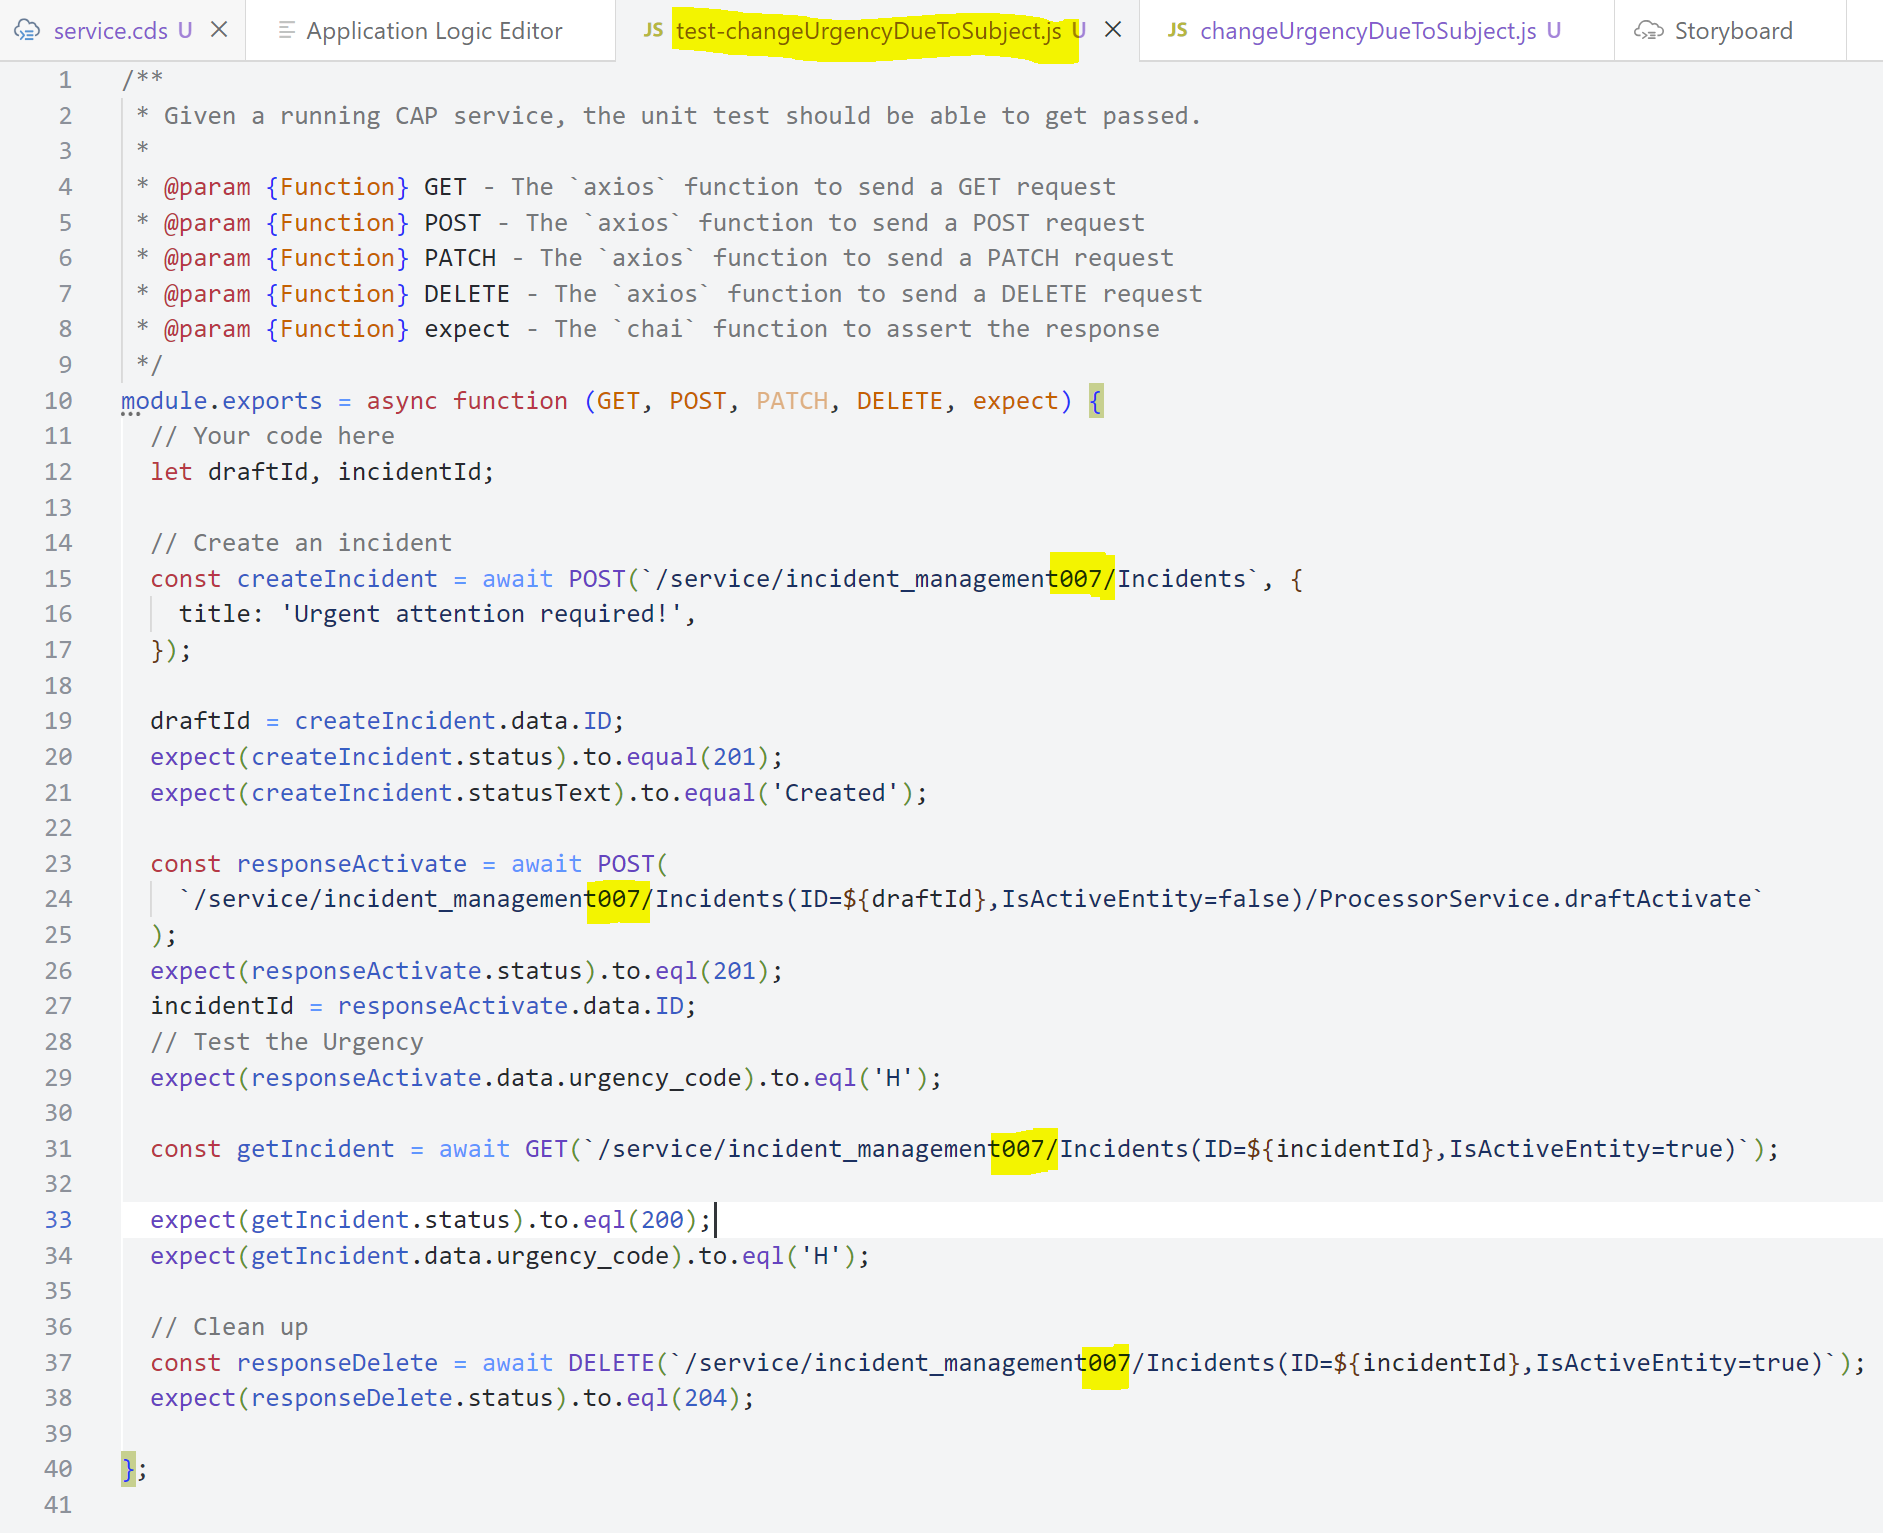 service.cds U
Application Logic Editor
JS test-changeUrgencyDueToSubject.js U
JS changeUrgencyDueToSubject.js U
Storyboard
1 /**
2 * Given a running CAP service, the unit test should be able to get passed.
3 *
4 * @param {Function} GET - The `axios` function to send a GET request
5 * @param {Function} POST - The `axios` function to send a POST request
6 * @param {Function} PATCH - The `axios` function to send a PATCH request
7 * @param {Function} DELETE - The `axios` function to send a DELETE request
8 * @param {Function} expect - The `chai` function to assert the response
9 */
10 module.exports = async function (GET, POST, PATCH, DELETE, expect) {
11 // Your code here
12 let draftId, incidentId;
13
14 // Create an incident
15 const createIncident = await POST(`/service/incident_management007/Incidents`, {
16 title: 'Urgent attention required!',
17 });
18
19 draftId = createIncident.data.ID;
20 expect(createIncident.status).to.equal(201);
21 expect(createIncident.statusText).to.equal('Created');
22
23 const responseActivate = await POST(
24 `/service/incident_management007/Incidents(ID=${draftId},IsActiveEntity=false)/ProcessorService.draftActivate`
25 );
26 expect(responseActivate.status).to.eql(201);
27 incidentId = responseActivate.data.ID;
28 // Test the Urgency
29 expect(responseActivate.data.urgency_code).to.eql('H');
30
31 const getIncident = await GET(`/service/incident_management007/Incidents(ID=${incidentId},IsActiveEntity=true)`);
32
33 expect(getIncident.status).to.eql(200);
34 expect(getIncident.data.urgency_code).to.eql('H');
35
36 // Clean up
37 const responseDelete = await DELETE(`/service/incident_management007/Incidents(ID=${incidentId},IsActiveEntity=true)`);
38 expect(responseDelete.status).to.eql(204);
39
40 };
41